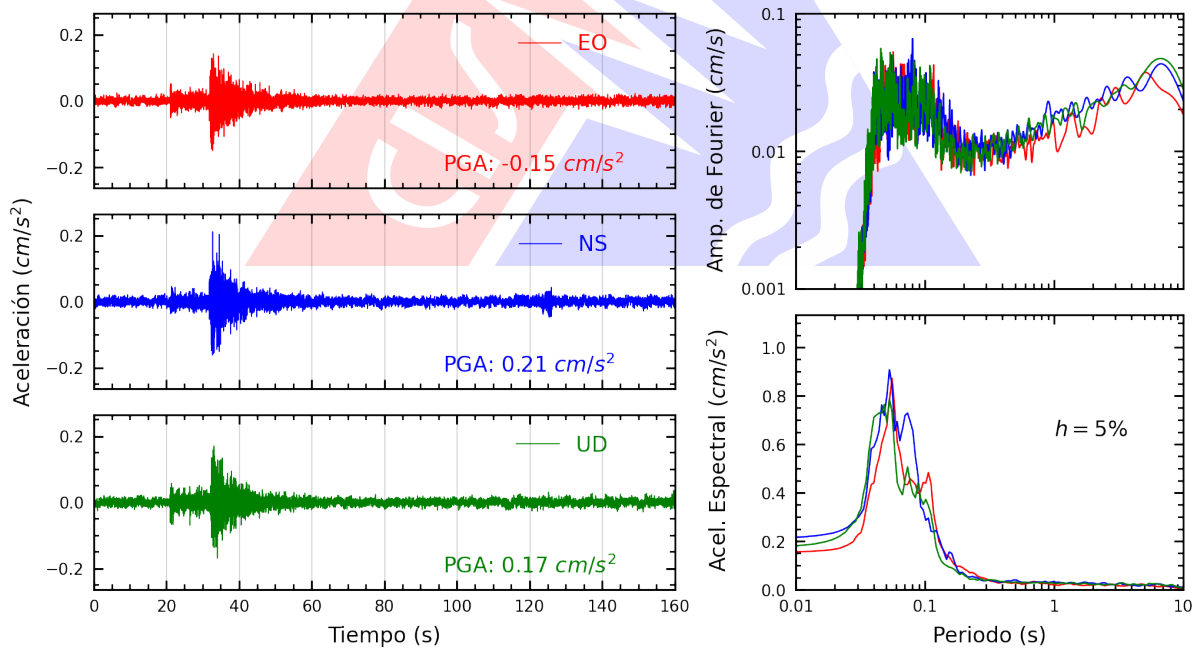 0.2
0.0
−0.2
EO
PGA: -0.15 cm/s²
0.2
0.0
−0.2
NS
PGA: 0.21 cm/s²
0.2
0.0
−0.2
UD
PGA: 0.17 cm/s²
0 20 40 60 80 100 120 140 160
Tiempo (s)
Aceleración (cm/s²)
0.1
0.01
0.001
Amp. de Fourier (cm/s)
1.0
0.8
0.6
0.4
0.2
0.0
h = 5%
0.01 0.1 1 10
Periodo (s)
Acel. Espectral (cm/s²)
CIS